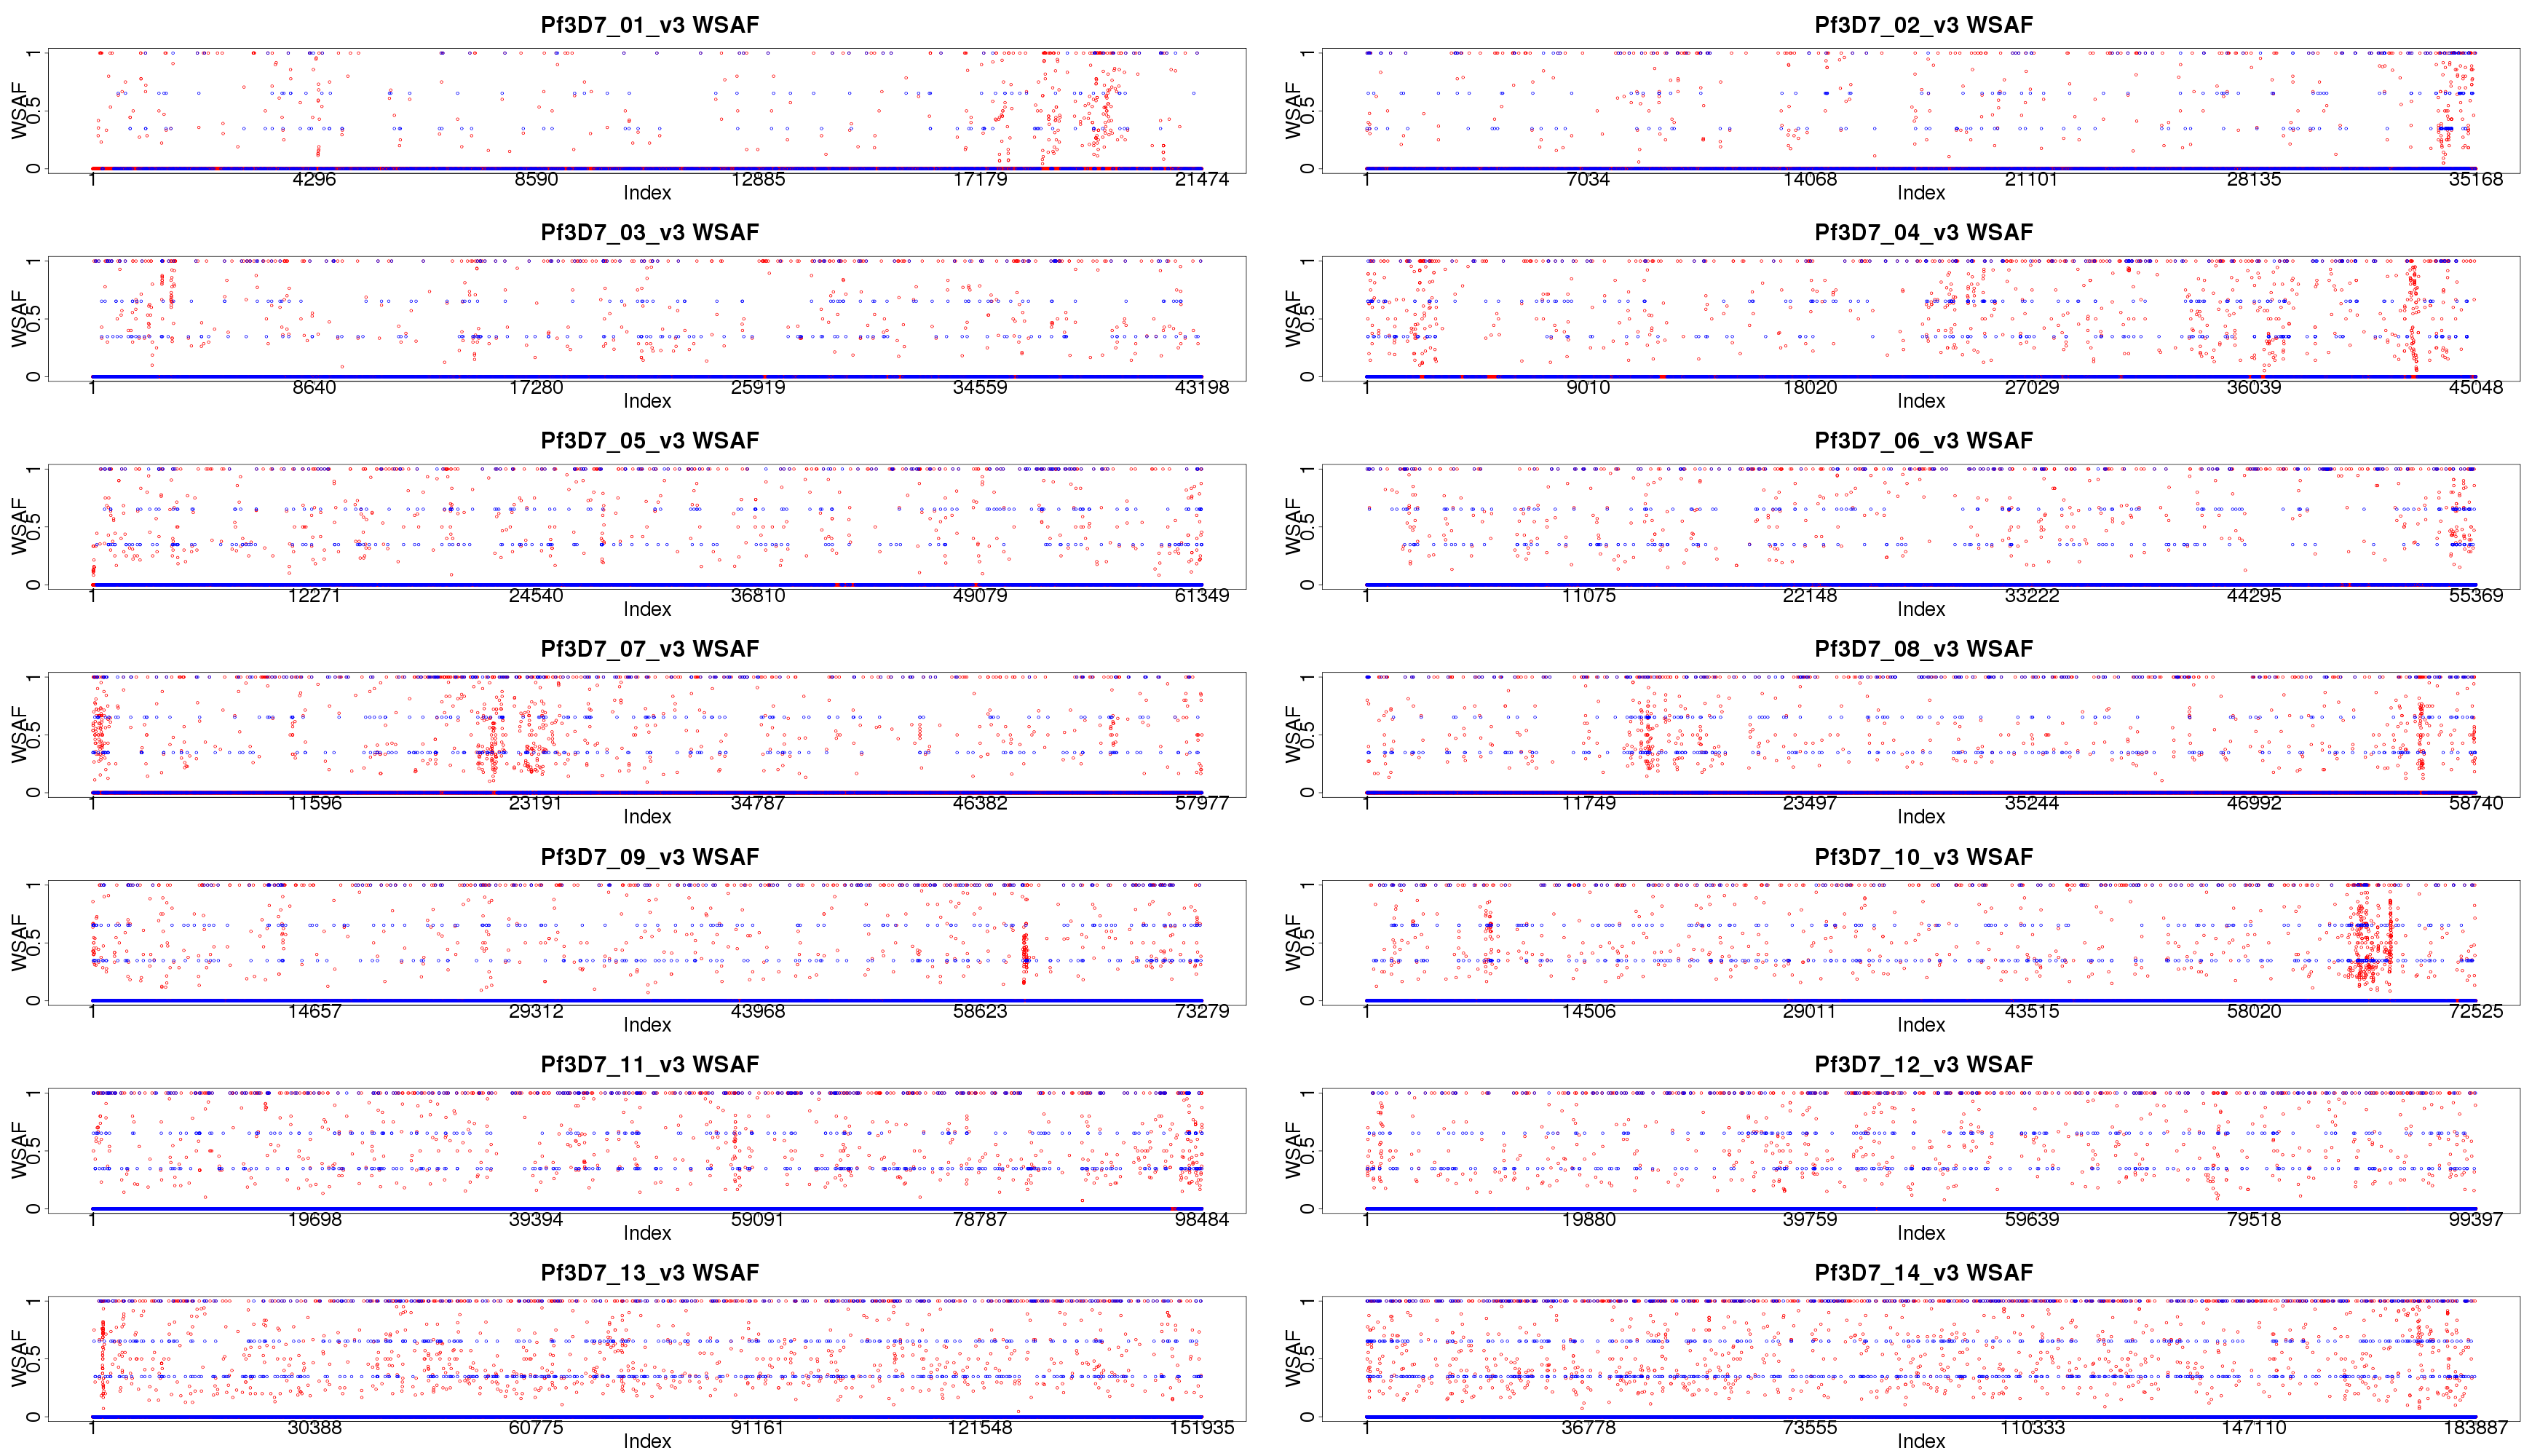 Pf3D7_01_v3 WSAF
WSAF
1
0.5
0
1 4296 8590 12885 17179 21474
Index
Pf3D7_02_v3 WSAF
WSAF
1
0.5
0
1 7034 14068 21101 28135 35168
Index
Pf3D7_03_v3 WSAF
WSAF
1
0.5
0
1 8640 17280 25919 34559 43198
Index
Pf3D7_04_v3 WSAF
WSAF
1
0.5
0
1 9010 18020 27029 36039 45048
Index
Pf3D7_05_v3 WSAF
WSAF
1
0.5
0
1 12271 24540 36810 49079 61349
Index
Pf3D7_06_v3 WSAF
WSAF
1
0.5
0
1 11075 22148 33222 44295 55369
Index
Pf3D7_07_v3 WSAF
WSAF
1
0.5
0
1 11596 23191 34787 46382 57977
Index
Pf3D7_08_v3 WSAF
WSAF
1
0.5
0
1 11749 23497 35244 46992 58740
Index
Pf3D7_09_v3 WSAF
WSAF
1
0.5
0
1 14657 29312 43968 58623 73279
Index
Pf3D7_10_v3 WSAF
WSAF
1
0.5
0
1 14506 29011 43515 58020 72525
Index
Pf3D7_11_v3 WSAF
WSAF
1
0.5
0
1 19698 39394 59091 78787 98484
Index
Pf3D7_12_v3 WSAF
WSAF
1
0.5
0
1 19880 39759 59639 79518 99397
Index
Pf3D7_13_v3 WSAF
WSAF
1
0.5
0
1 30388 60775 91161 121548 151935
Index
Pf3D7_14_v3 WSAF
WSAF
1
0.5
0
1 36778 73555 110333 147110 183887
Index